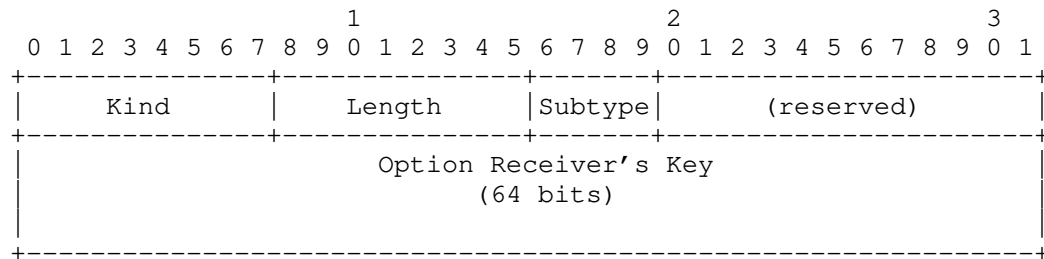 1                   2                   3
 0 1 2 3 4 5 6 7 8 9 0 1 2 3 4 5 6 7 8 9 0 1 2 3 4 5 6 7 8 9 0 1
+---------------+---------------+-------+-----------------------+
|     Kind      |    Length     |Subtype|      (reserved)       |
+---------------+---------------+-------+-----------------------+
|                      Option Receiver's Key                    |
|                            (64 bits)                          |
|                                                               |
+---------------------------------------------------------------+